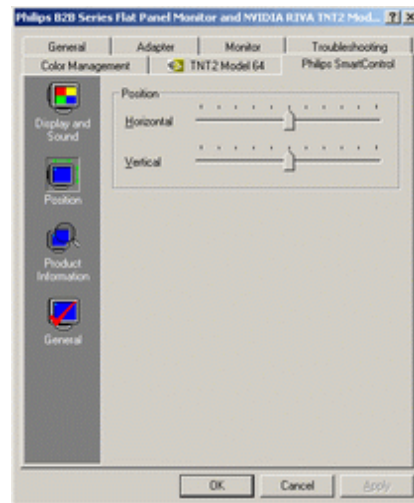 Philips B2B Series Flat Panel Monitor and NVIDIA RIVA TNT2 Mod...
General Adapter Monitor Troubleshooting
Color Management TNT2 Model 64 Philips SmartControl
Display and
Sound
Position
Product
Information
General
Position
Horizontal
Vertical
OK Cancel Apply